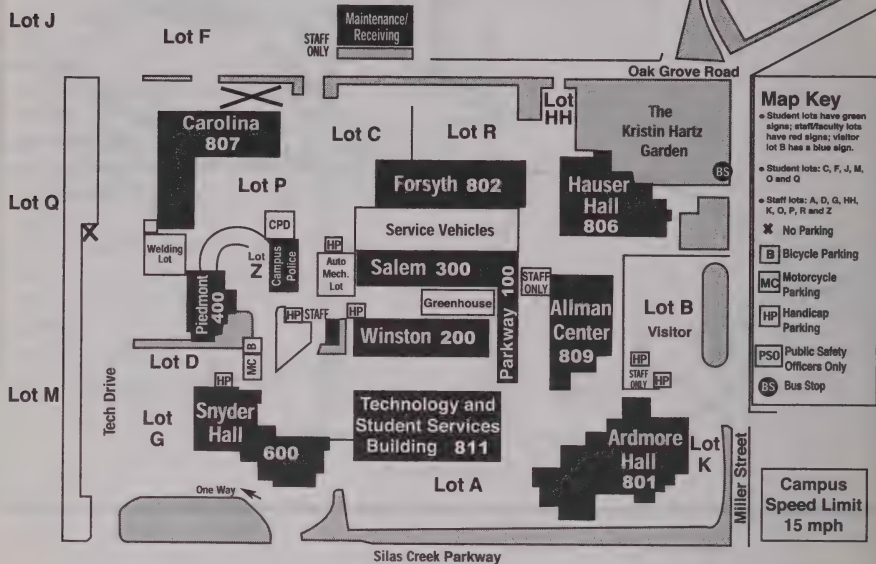 Lot J
Lot F
STAFF
ONLY
Maintenance/
Receiving
Oak Grove Road
Carolina
807
Lot C
Lot R
Lot
HH
The
Kristin Hartz
Garden
BS
Lot Q
Lot P
Forsyth 802
Hauser
Hall
806
Welding
Lot
Lot
Z
CPD
Campus
Police
HP
Auto
Mech.
Lot
Service Vehicles
Salem 300
Parkway 100
STAFF
ONLY
Piedmont
400
HP STAFF
HP
Greenhouse
Winston 200
Allman
Center
809
Lot B
Visitor
HP
STAFF
ONLY
HP
Lot D
B
MC
Lot M
Tech Drive
Lot
G
HP
Snyder
Hall
600
Technology and
Student Services
Building 811
Lot A
Ardmore
Hall
801
Lot
K
Miller Street
One Way
Silas Creek Parkway
Map Key
• Student lots have green
signs; staff/faculty lots
have red signs; visitor
lot B has a blue sign.
• Student lots: C, F, J, M,
O and Q
• Staff lots: A, D, G, HH,
K, O, P, R and Z
X No Parking
B Bicycle Parking
MC Motorcycle
Parking
HP Handicap
Parking
PSO Public Safety
Officers Only
BS Bus Stop
Campus
Speed Limit
15 mph